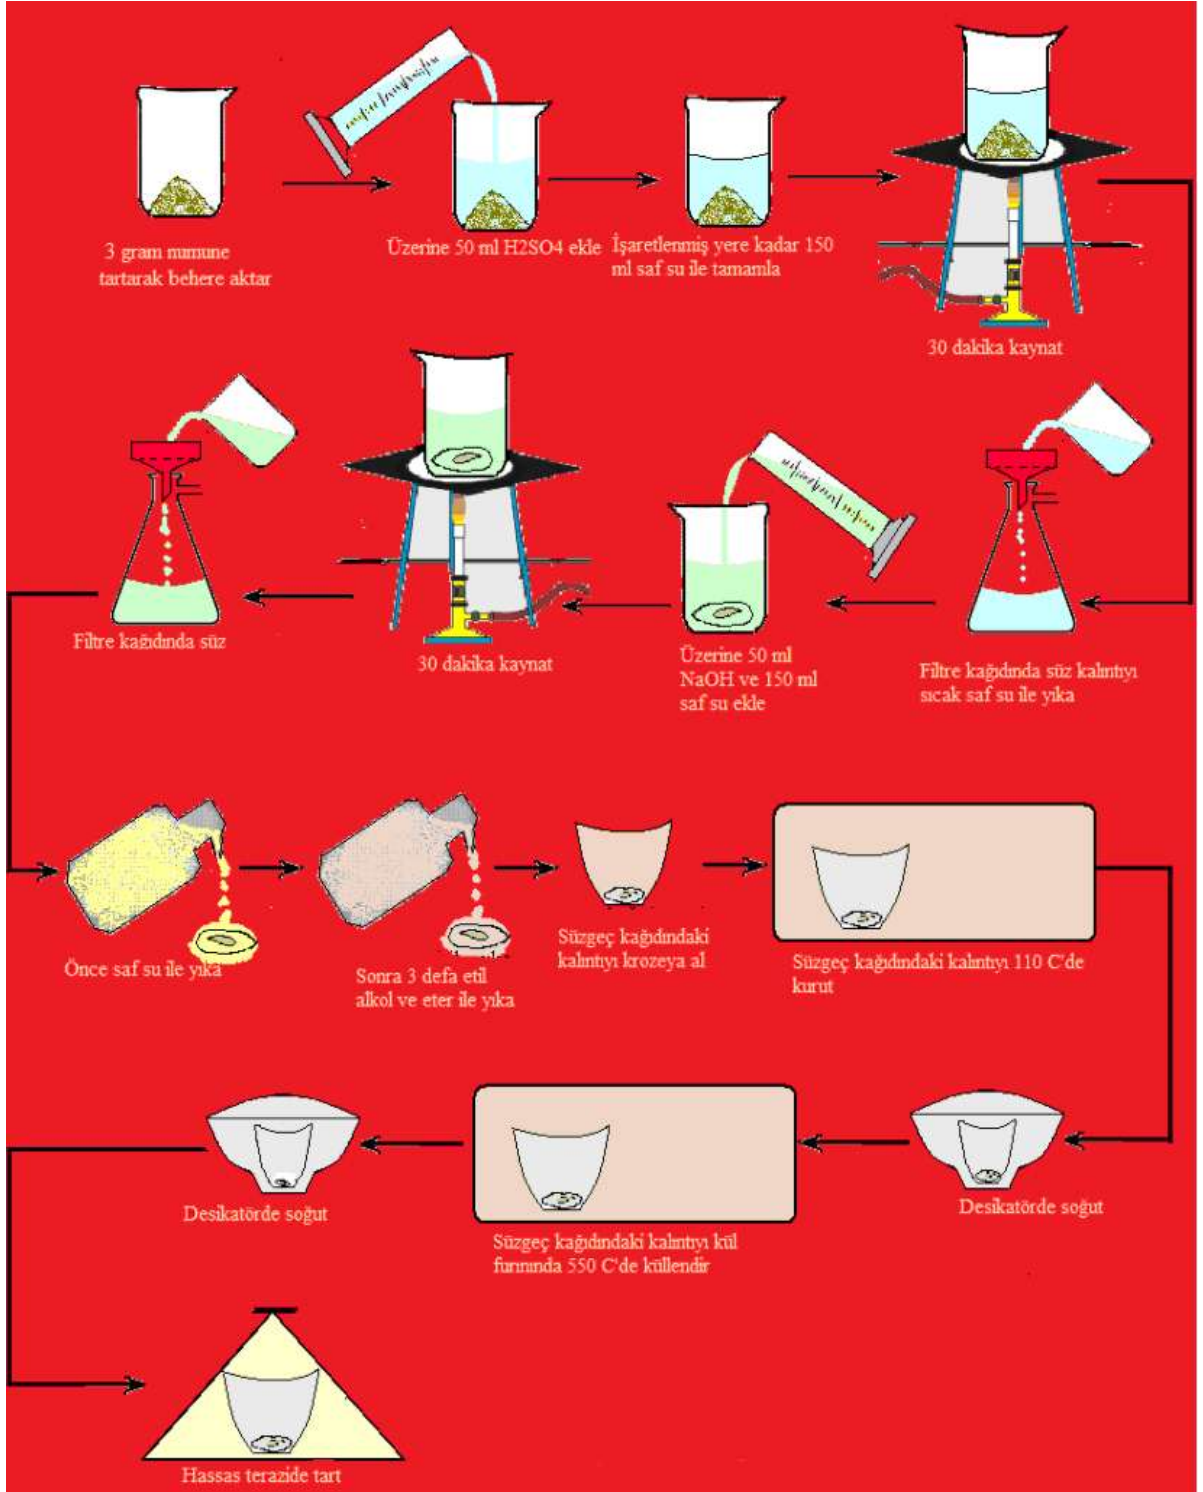 3 gram numune
tartarak behere aktar
Üzerine 50 ml H2SO4 ekle
İşaretlenmiş yere kadar 150
ml saf su ile tamamla
30 dakika kaynat
Filtre kağıdında süz kalıntıyı
sıcak saf su ile yıka
Üzerine 50 ml
NaOH ve 150 ml
saf su ekle
30 dakika kaynat
Filtre kağıdında süz
Önce saf su ile yıka
Sonra 3 defa etil
alkol ve eter ile yıka
Süzgeç kağıdındaki
kalıntıyı krozeya al
Süzgeç kağıdındaki kalıntıyı 110 C'de
kurut
Desikatörde soğut
Süzgeç kağıdındaki kalıntıyı kül
fırınında 550 C'de küllendir
Desikatörde soğut
Hassas terazide tart